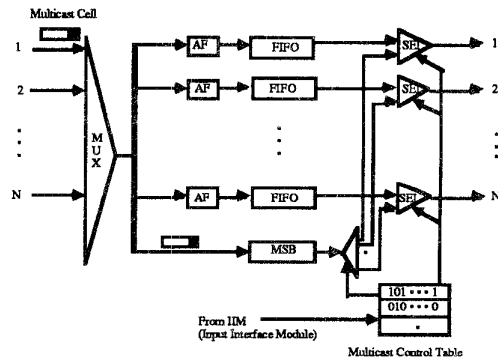 Multicast Cell
1
2
N
MUX
AF FIFO SEL 1
AF FIFO SEL 2
AF FIFO SEL N
MSB
101 ··· 1
010 ··· 0
From IIM
(Input Interface Module)
Multicast Control Table